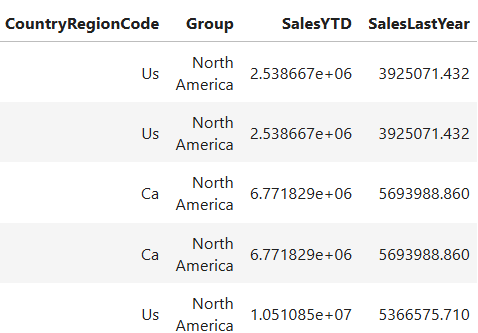 CountryRegionCode Group SalesYTD SalesLastYear
Us North America 2.538667e+06 3925071.432
Us North America 2.538667e+06 3925071.432
Ca North America 6.771829e+06 5693988.860
Ca North America 6.771829e+06 5693988.860
Us North America 1.051085e+07 5366575.710